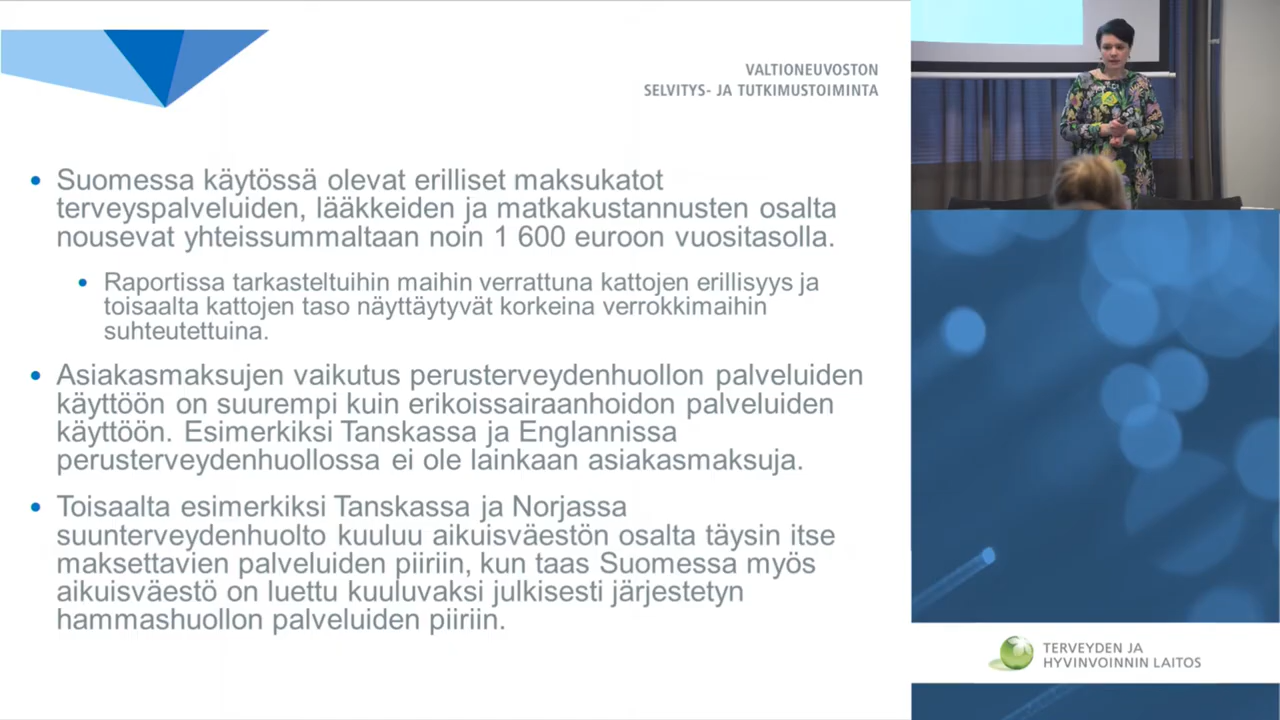 VALTIONEUVOSTON
SELVITYS- JA TUTKIMUSTOIMINTA
• Suomessa käytössä olevat erilliset maksukatot
terveyspalveluiden, lääkkeiden ja matkakustannusten osalta
nousevat yhteissummaltaan noin 1 600 euroon vuositasolla.
• Raportissa tarkasteltuihin maihin verrattuna kattojen erillisyys ja
toisaalta kattojen taso näyttäytyvät korkeina verrokkimaihin
suhteutettuina.
• Asiakasmaksujen vaikutus perusterveydenhuollon palveluiden
käyttöön on suurempi kuin erikoissairaanhoidon palveluiden
käyttöön. Esimerkiksi Tanskassa ja Englannissa
perusterveydenhuollossa ei ole lainkaan asiakasmaksuja.
• Toisaalta esimerkiksi Tanskassa ja Norjassa
suunterveydenhuolto kuuluu aikuisväestön osalta täysin itse
maksettavien palveluiden piiriin, kun taas Suomessa myös
aikuisväestö on luettu kuuluvaksi julkisesti järjestetyn
hammashuollon palveluiden piiriin.
TERVEYDEN JA
HYVINVOINNIN LAITOS